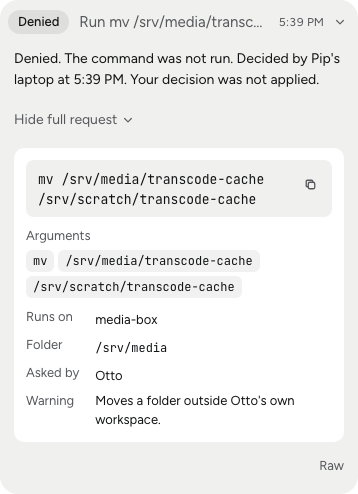 Denied Run mv /srv/media/transc... 5:39 PM
Denied. The command was not run. Decided by Pip's
laptop at 5:39 PM. Your decision was not applied.
Hide full request
mv /srv/media/transcode-cache
/srv/scratch/transcode-cache
Arguments
mv /srv/media/transcode-cache
/srv/scratch/transcode-cache
Runs on media-box
Folder /srv/media
Asked by Otto
Warning Moves a folder outside Otto's own
workspace.
Raw